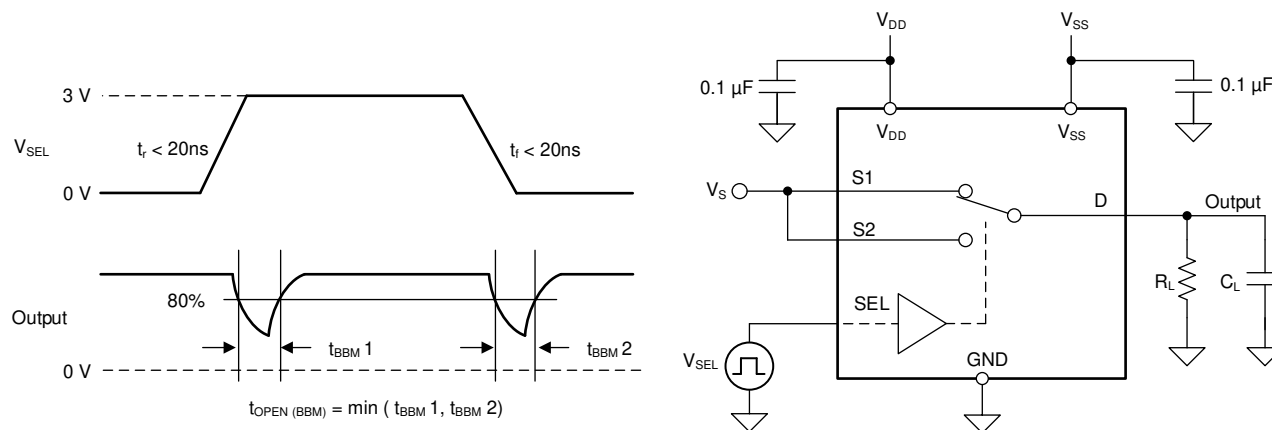 3 V
V_SEL
t_r < 20ns
t_f < 20ns
0 V
80%
Output
t_BBM 1
t_BBM 2
0 V
t_OPEN (BBM) = min ( t_BBM 1, t_BBM 2)
V_DD
V_SS
0.1 µF
0.1 µF
V_DD
V_SS
V_S
S1
D
Output
S2
R_L
C_L
SEL
V_SEL
GND